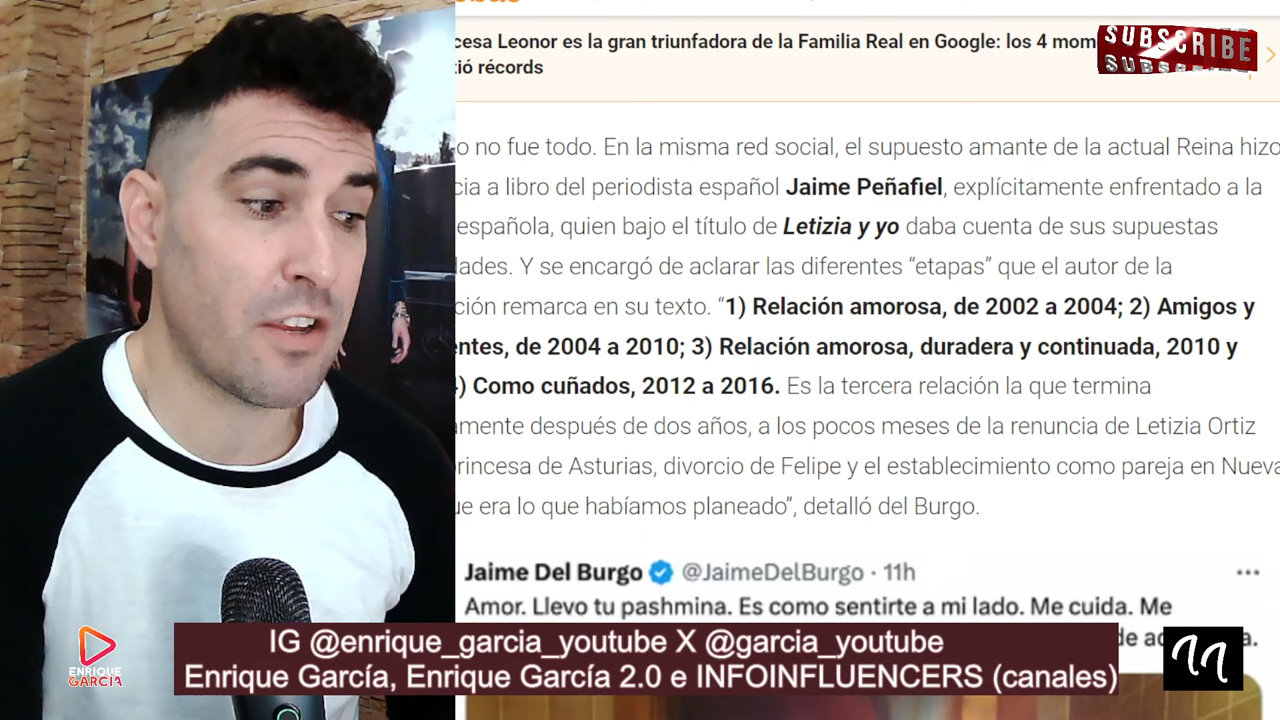 cesa Leonor es la gran triunfadora de la Familia Real en Google: los 4 mom
tió récords
SUBSCRIBE
o no fue todo. En la misma red social, el supuesto amante de la actual Reina hizo
cia a libro del periodista español Jaime Peñafiel, explícitamente enfrentado a la
española, quien bajo el título de Letizia y yo daba cuenta de sus supuestas
dades. Y se encargó de aclarar las diferentes “etapas” que el autor de la
ción remarca en su texto. “1) Relación amorosa, de 2002 a 2004; 2) Amigos y
entes, de 2004 a 2010; 3) Relación amorosa, duradera y continuada, 2010 y
4) Como cuñados, 2012 a 2016. Es la tercera relación la que termina
amente después de dos años, a los pocos meses de la renuncia de Letizia Ortiz
princesa de Asturias, divorcio de Felipe y el establecimiento como pareja en Nueva
ue era lo que habíamos planeado”, detalló del Burgo.
Jaime Del Burgo @JaimeDelBurgo · 11h
Amor. Llevo tu pashmina. Es como sentirte a mi lado. Me cuida. Me
IG @enrique_garcia_youtube X @garcia_youtube
Enrique García, Enrique García 2.0 e INFOINFLUENCERS (canales)
ENRIQUE
GARCÍA